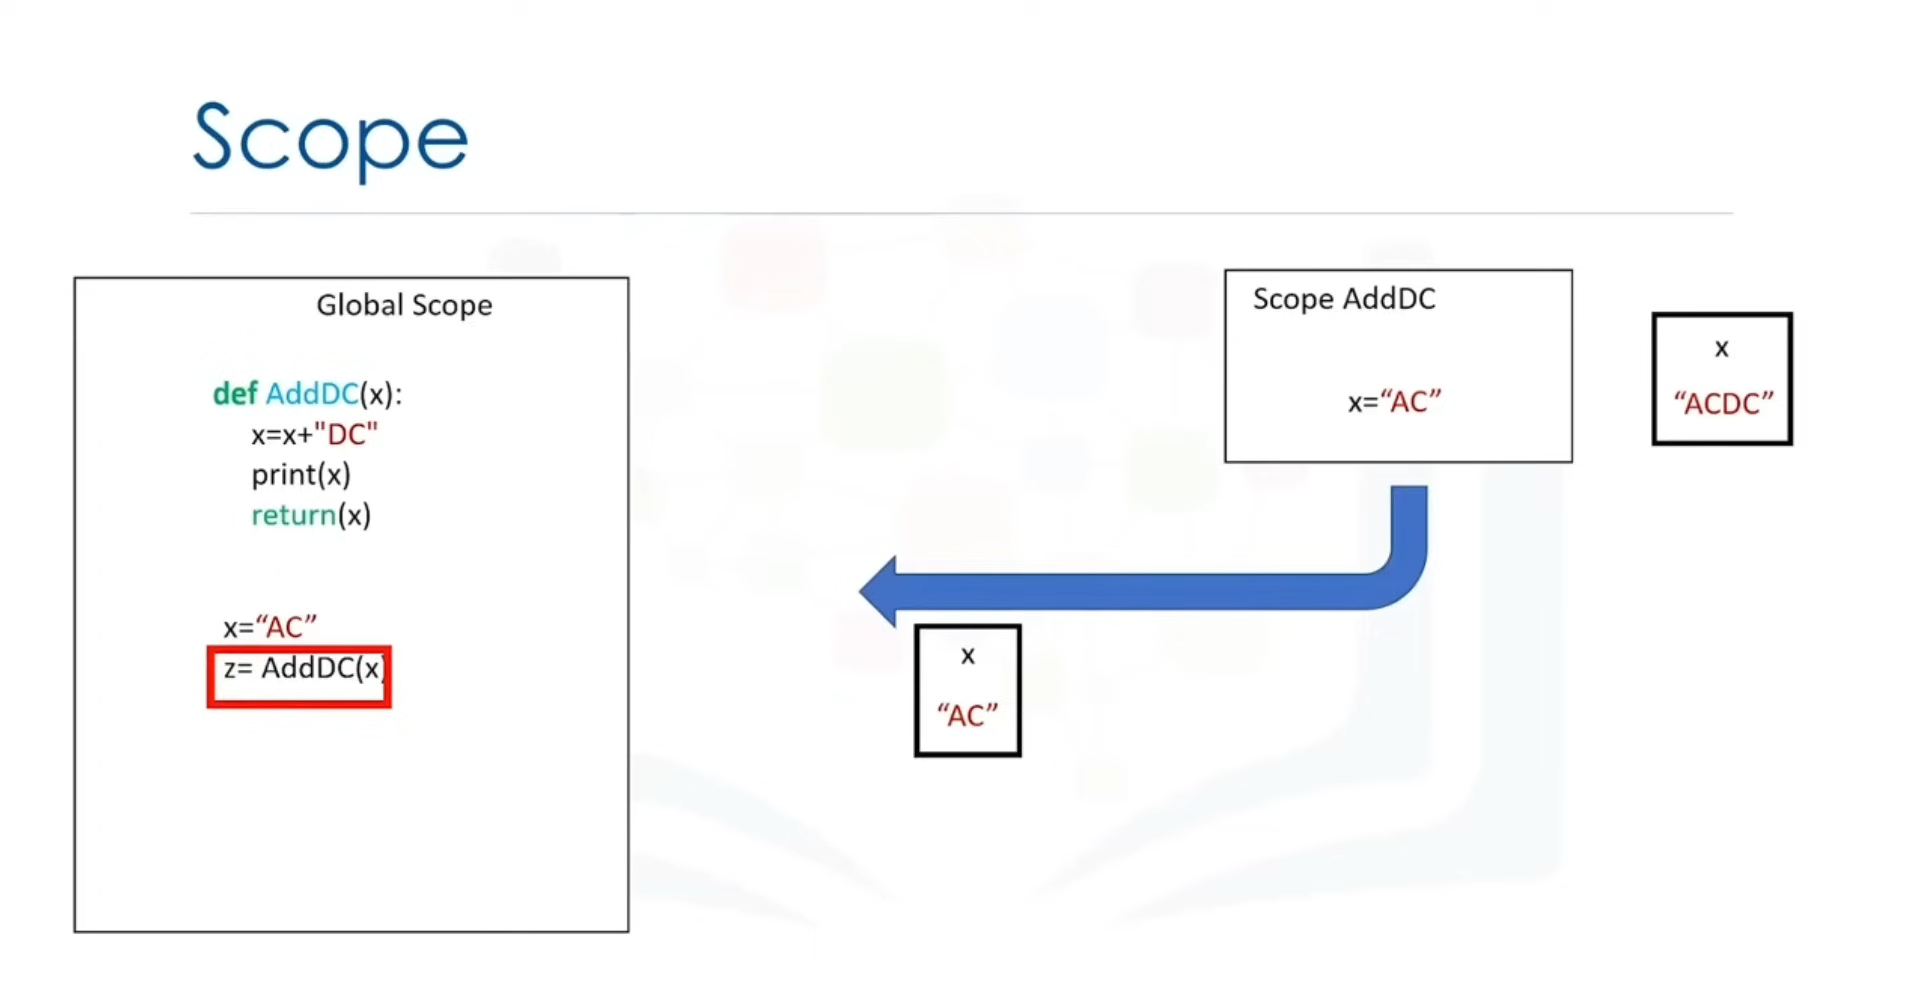 Scope
Global Scope
def AddDC(x):
x=x+"DC"
print(x)
return(x)
x=“AC”
z= AddDC(x)
Scope AddDC
x=“AC”
x
“ACDC”
x
“AC”